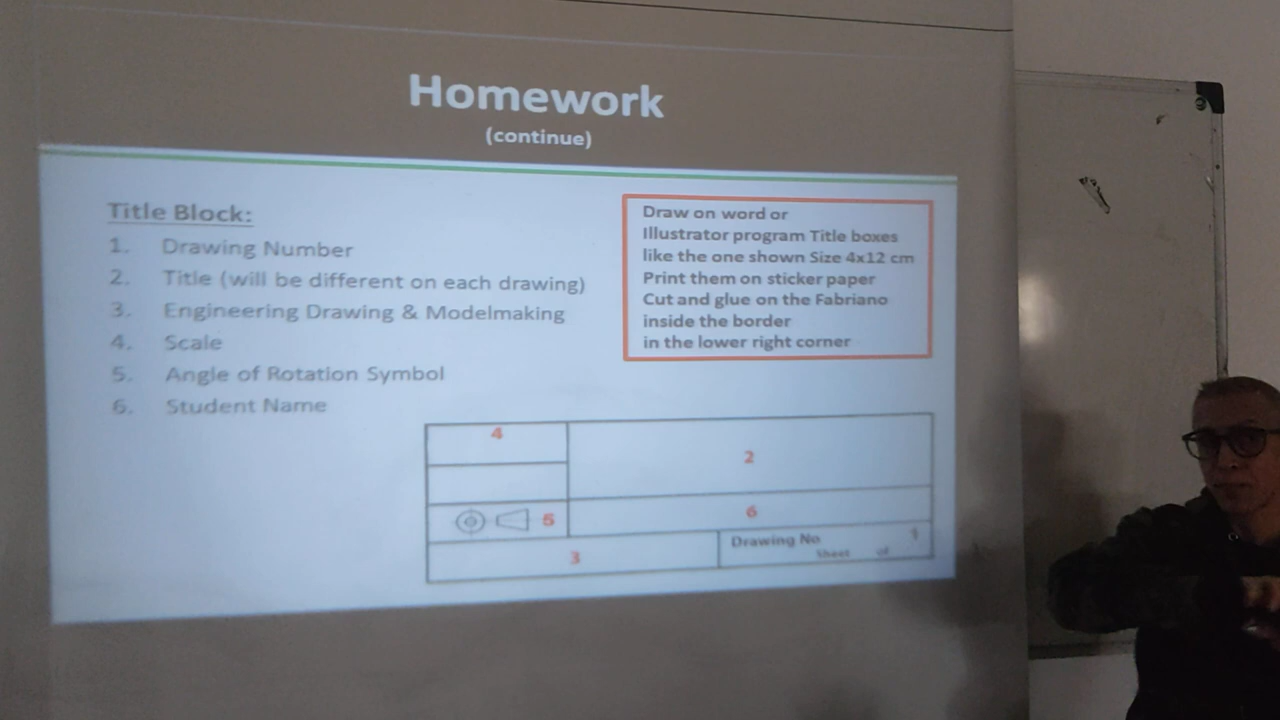 Homework
(continue)
Title Block:
1. Drawing Number
2. Title (will be different on each drawing)
3. Engineering Drawing & Modelmaking
4. Scale
5. Angle of Rotation Symbol
6. Student Name
Draw on word or
Illustrator program Title boxes
like the one shown Size 4x12 cm
Print them on sticker paper
Cut and glue on the Fabriano
inside the border
in the lower right corner
4
2
5
6
3
Drawing No 1
Sheet of